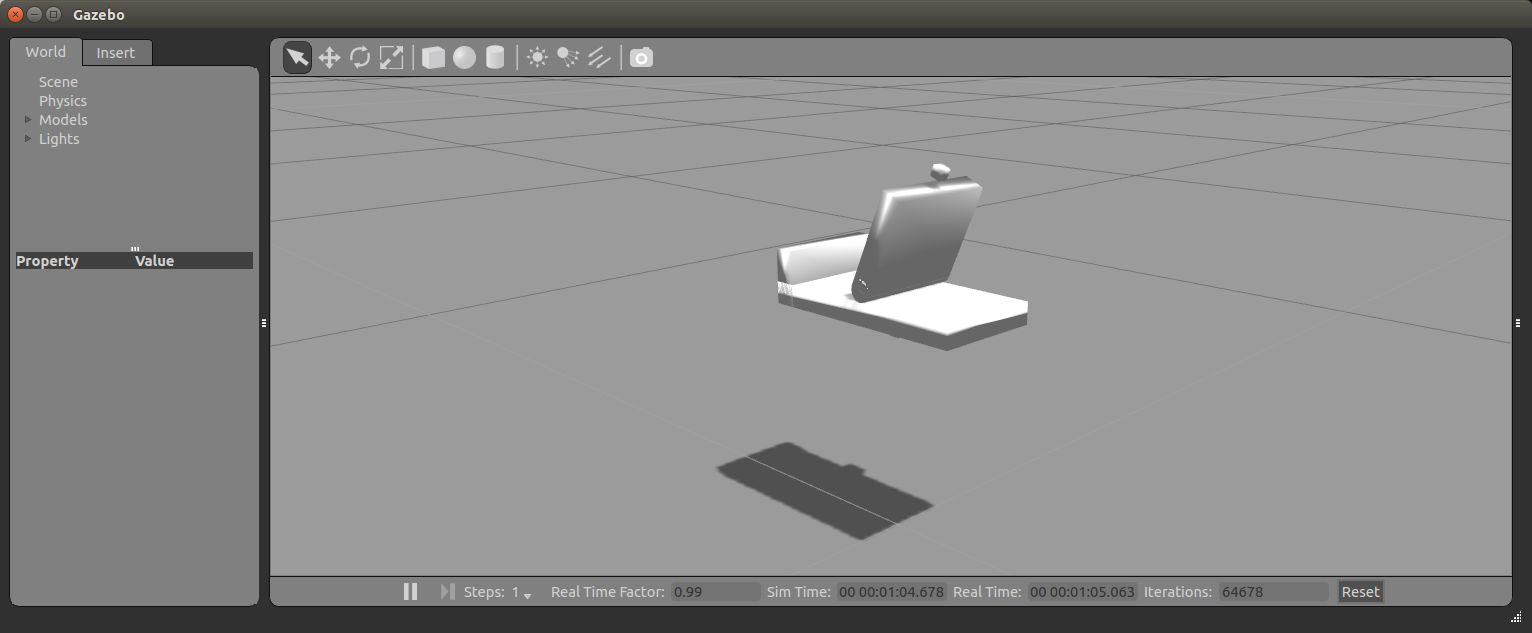 Gazebo
World Insert
Scene
Physics
Models
Lights
Property Value
Steps: 1 Real Time Factor: 0.99 Sim Time: 00 00:01:04.678 Real Time: 00 00:01:05.063 Iterations: 64678 Reset